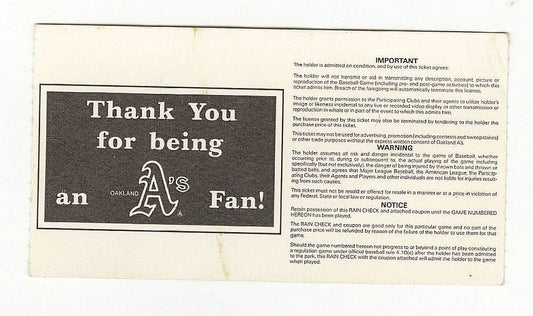 Thank You
for being
OAKLAND A's
an Fan!
IMPORTANT
The holder is admitted on condition, and by use of this ticket agrees:
The holder will not transmit or aid in transmitting any description, account, picture or
reproduction of the Baseball Game (including pre- and post-game activities) to which this
ticket admits him. Breach of the foregoing will automatically terminate this license.
The holder grants permission to the Participating Clubs and their agents to utilize holder's
image or likeness incidental to any live or recorded video display or other transmission or
reproduction in whole or in part of the event to which this admits him.
The license granted by this ticket may also be terminated by tendering to the holder the
purchase price of this ticket.
This ticket may not be used for advertising, promotion (including contests and sweepstakes)
or other trade purposes without the express written consent of Oakland A's.
WARNING
The holder assumes all risk and danger incidental to the game of Baseball, whether
occurring prior to, during or subsequent to, the actual playing of the game including
specifically (but not exclusively), the danger of being injured by thrown bats and thrown or
batted balls, and agrees that Major League Baseball, the American League, the Particip-
ating Clubs, their Agents and Players and other individuals are not liable for injuries result-
ing from such causes.
This ticket must not be resold or offered for resale in a manner or at a price in violation of
any Federal, State or local law or regulation.
NOTICE
Retain possession of this RAIN CHECK and attached coupon until the GAME NUMBERED
HEREON has been played.
The RAIN CHECK and coupon are good only for this particular game and no part of the
purchase price will be refunded by reason of the failure of the holder to use them for that
game.
Should the game numbered hereon not progress to or beyond a point of play constituting
a regulation game under official baseball rule 4.10(c) after the holder has been admitted
to the park, this RAIN CHECK with the coupon attached will admit the holder to the game
when played.